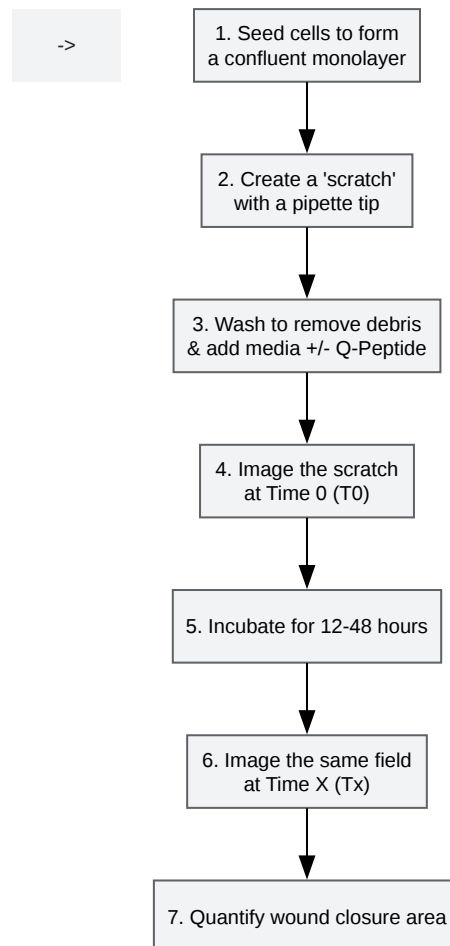 ->
1. Seed cells to form
a confluent monolayer
2. Create a 'scratch'
with a pipette tip
3. Wash to remove debris
& add media +/- Q-Peptide
4. Image the scratch
at Time 0 (T0)
5. Incubate for 12-48 hours
6. Image the same field
at Time X (Tx)
7. Quantify wound closure area